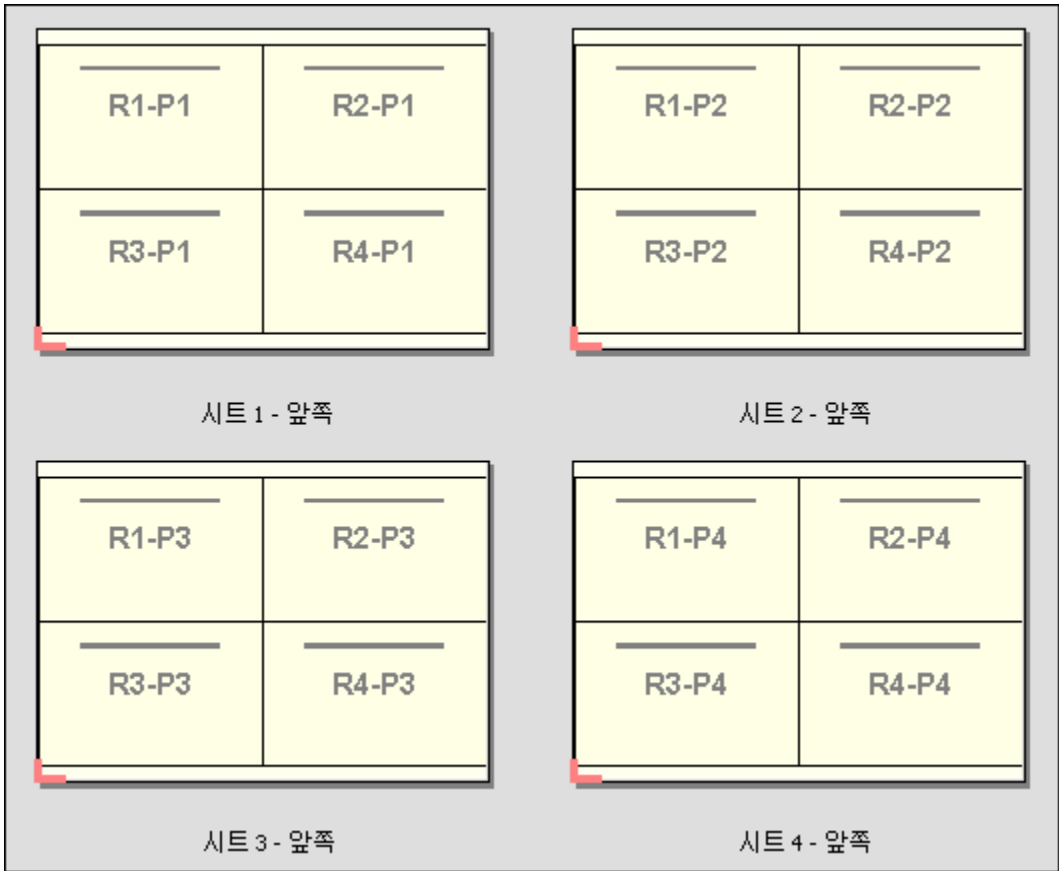 R1-P1 R2-P1 R1-P2 R2-P2
R3-P1 R4-P1 R3-P2 R4-P2
시트 1 - 앞쪽 시트 2 - 앞쪽
R1-P3 R2-P3 R1-P4 R2-P4
R3-P3 R4-P3 R3-P4 R4-P4
시트 3 - 앞쪽 시트 4 - 앞쪽